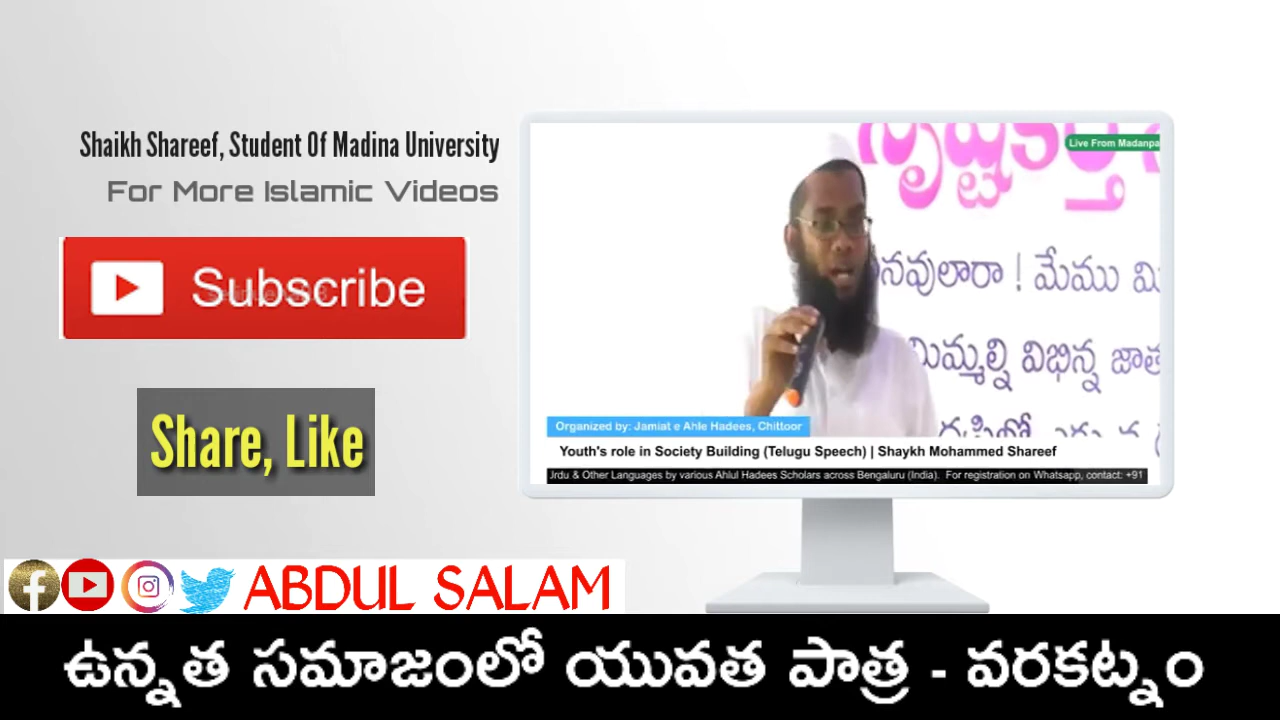 Shaikh Shareef, Student Of Madina University
For More Islamic Videos
Subscribe
Share, Like
Live From Madanpa
సృష్టికర్త
నవులారా ! మేము మి
మిమ్మల్ని విభిన్న జాత
Organized by: Jamiat e Ahle Hadees, Chittoor
Youth's role in Society Building (Telugu Speech) | Shaykh Mohammed Shareef
Jrdu & Other Languages by various Ahlul Hadees Scholars across Bengaluru (India). For registration on Whatsapp, contact: +91
ABDUL SALAM
ఉన్నత సమాజంలో యువత పాత్ర - వరకట్నం